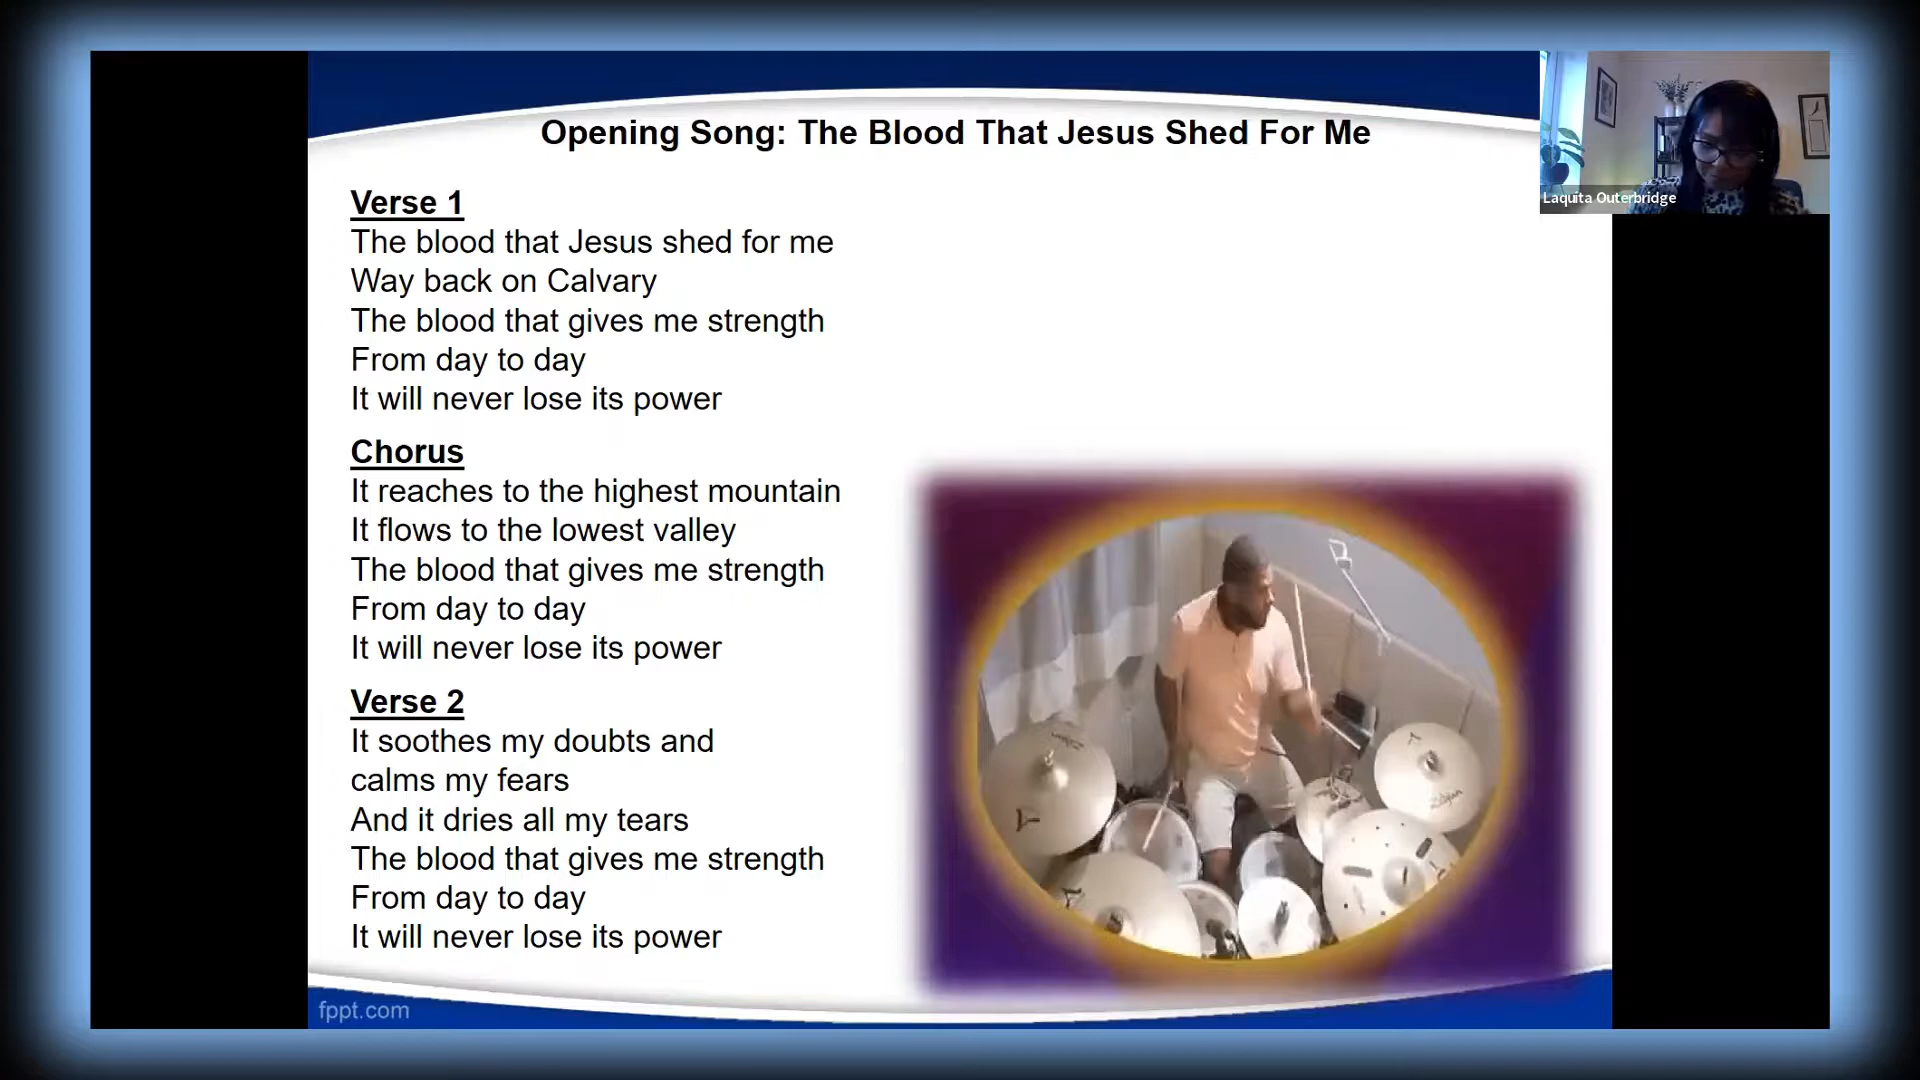 Opening Song: The Blood That Jesus Shed For Me
Laquita Outerbridge
Verse 1
The blood that Jesus shed for me
Way back on Calvary
The blood that gives me strength
From day to day
It will never lose its power
Chorus
It reaches to the highest mountain
It flows to the lowest valley
The blood that gives me strength
From day to day
It will never lose its power
Verse 2
It soothes my doubts and
calms my fears
And it dries all my tears
The blood that gives me strength
From day to day
It will never lose its power
Zildjian
fppt.com